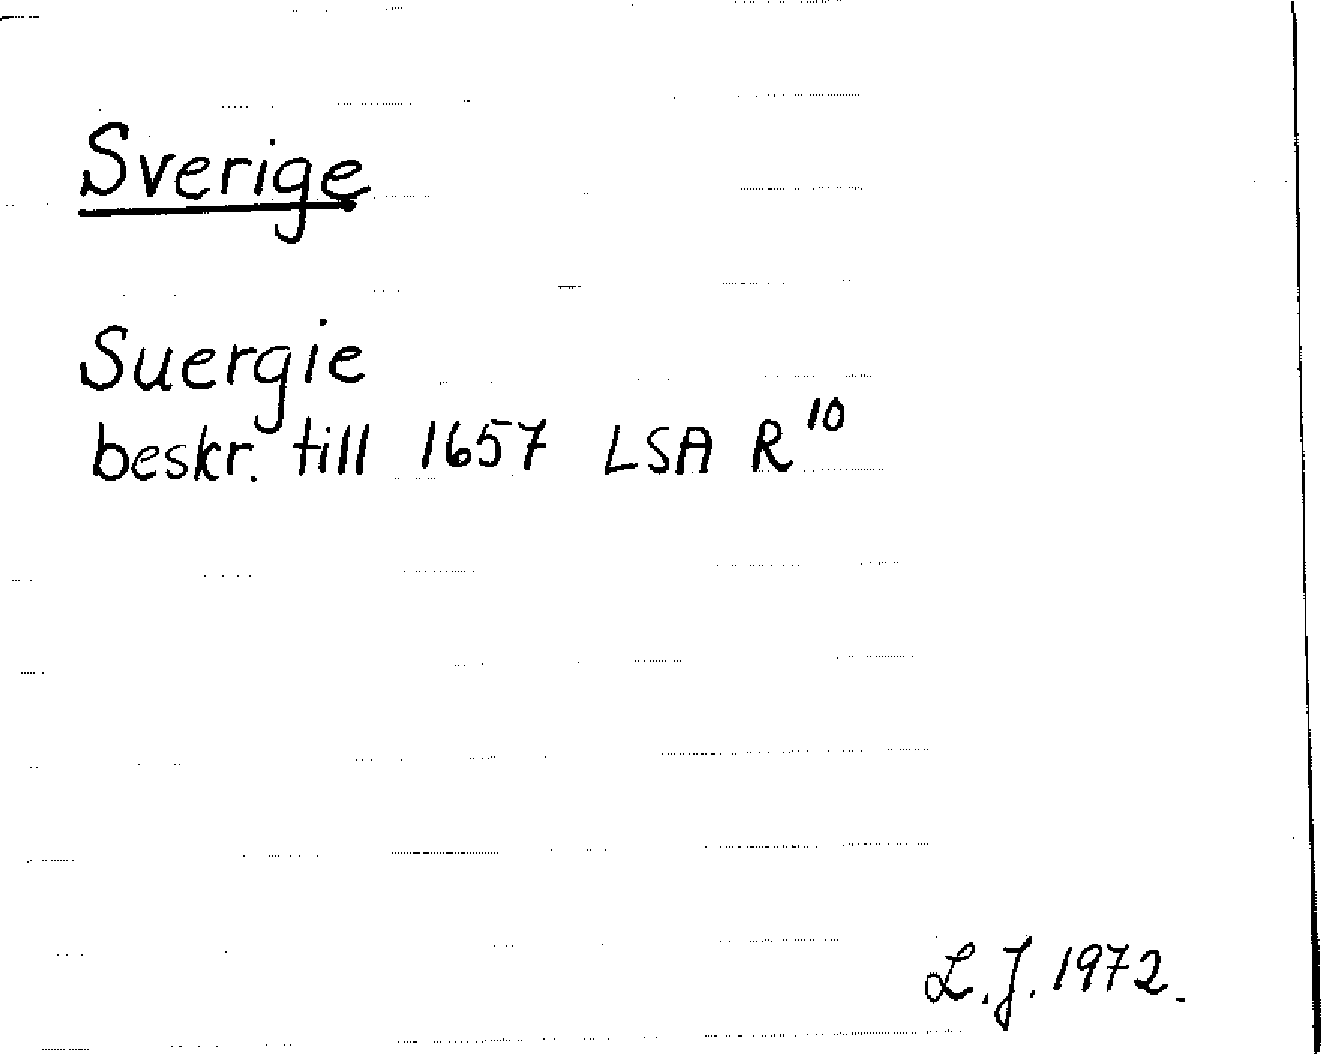 Sverige
Suergie
beskr. till 1657 LSA R¹⁰
L.J. 1972.